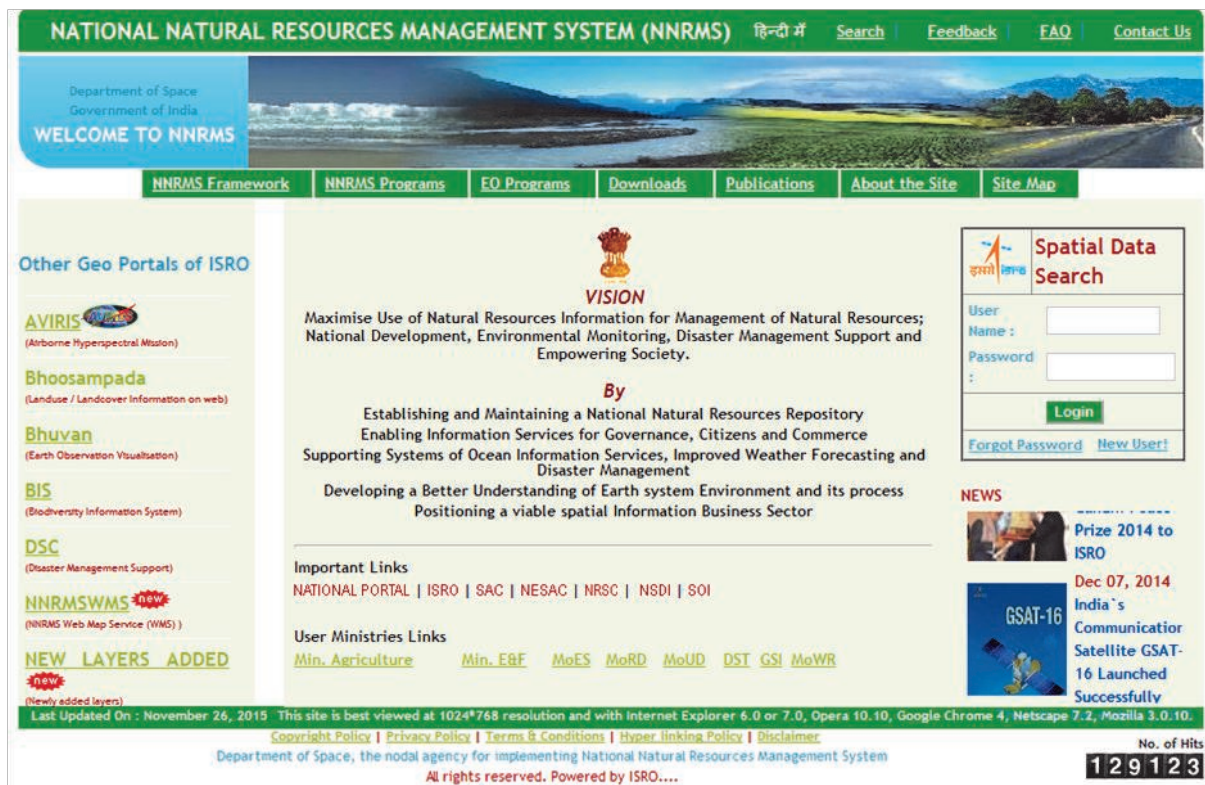 NATIONAL NATURAL RESOURCES MANAGEMENT SYSTEM (NNRMS) हिन्दी में Search Feedback FAQ Contact Us
Department of Space
Government of India
WELCOME TO NNRMS
NNRMS Framework NNRMS Programs EO Programs Downloads Publications About the Site Site Map
Other Geo Portals of ISRO
AVIRIS
(Airborne Hyperspectral Mission)
Bhoosampada
(Landuse / Landcover Information on web)
Bhuvan
(Earth Observation Visualisation)
BIS
(Biodiversity Information System)
DSC
(Disaster Management Support)
NNRMSWMS new
(NNRMS Web Map Service (WMS) )
NEW LAYERS ADDED
new
(Newly added layers)
VISION
Maximise Use of Natural Resources Information for Management of Natural Resources;
National Development, Environmental Monitoring, Disaster Management Support and
Empowering Society.
By
Establishing and Maintaining a National Natural Resources Repository
Enabling Information Services for Governance, Citizens and Commerce
Supporting Systems of Ocean Information Services, Improved Weather Forecasting and
Disaster Management
Developing a Better Understanding of Earth system Environment and its process
Positioning a viable spatial Information Business Sector
Important Links
NATIONAL PORTAL | ISRO | SAC | NESAC | NRSC | NSDI | SOI
User Ministries Links
Min. Agriculture Min. E&F MoES MoRD MoUD DST GSI MoWR
इसरो isro
Spatial Data
Search
User
Name :
Password
:
Login
Forgot Password New User!
NEWS
Prize 2014 to
ISRO
Dec 07, 2014
GSAT-16
India`s
Communication
Satellite GSAT-
16 Launched
Successfully
Last Updated On : November 26, 2015 This site is best viewed at 1024*768 resolution and with Internet Explorer 6.0 or 7.0, Opera 10.10, Google Chrome 4, Netscape 7.2, Mozilla 3.0.10.
Copyright Policy | Privacy Policy | Terms & Conditions | Hyper linking Policy | Disclaimer
Department of Space, the nodal agency for implementing National Natural Resources Management System
All rights reserved. Powered by ISRO....
No. of Hits
129123